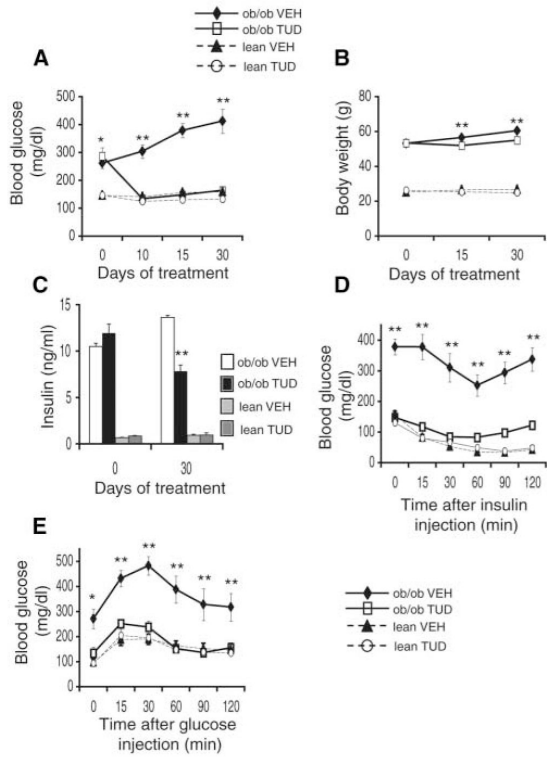 ob/ob VEH
ob/ob TUD
lean VEH
lean TUD
A
Blood glucose
(mg/dl)
500
400
300
200
100
0
*
**
**
**
0 10 15 30
Days of treatment
B
Body weight (g)
80
60
40
20
0
**
**
0 15 30
Days of treatment
C
Insulin (ng/ml)
15
10
5
0
**
0 30
Days of treatment
ob/ob VEH
ob/ob TUD
lean VEH
lean TUD
D
Blood glucose
(mg/dl)
400
300
200
100
0
** ** ** ** ** **
0 15 30 60 90 120
Time after insulin
injection (min)
E
Blood glucose
(mg/dl)
500
400
300
200
100
0
* ** ** ** ** **
0 15 30 60 90 120
Time after glucose
injection (min)
ob/ob VEH
ob/ob TUD
lean VEH
lean TUD